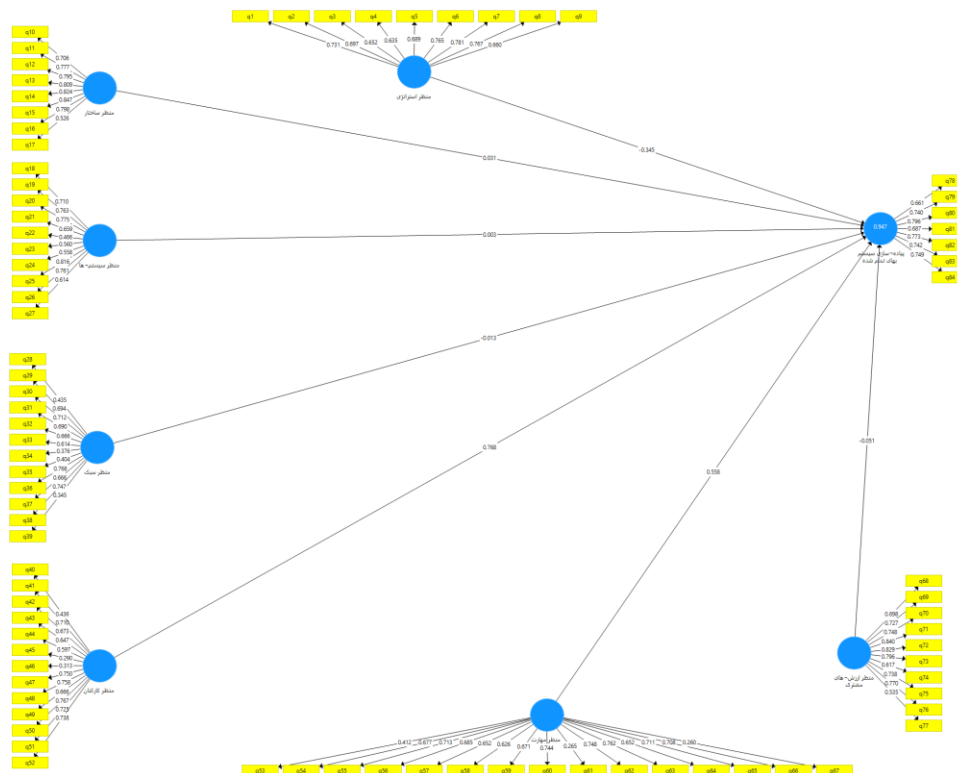 q1
q2
q3
q4
q5
q6
q7
q8
q9
0.731
0.697
0.652
0.635
0.689
0.765
0.781
0.767
0.660
منظر استراتژی
q10
q11
q12
q13
q14
q15
q16
q17
0.706
0.777
0.795
0.809
0.824
0.847
0.798
0.526
منظر ساختار
q18
q19
q20
q21
q22
q23
q24
q25
q26
q27
0.710
0.763
0.775
0.659
0.466
0.560
0.558
0.816
0.761
0.614
منظر سیستم-ها
-0.345
0.031
0.003
-0.013
0.768
0.558
-0.051
0.947
پیاده-سازی سیستم
بهای تمام شده
q78
q79
q80
q81
q82
q83
q84
0.661
0.740
0.796
0.687
0.773
0.742
0.749
q28
q29
q30
q31
q32
q33
q34
q35
q36
q37
q38
q39
0.435
0.694
0.712
0.690
0.666
0.614
0.376
0.404
0.768
0.666
0.747
0.345
منظر سبک
q40
q41
q42
q43
q44
q45
q46
q47
q48
q49
q50
q51
q52
0.436
0.710
0.673
0.647
0.597
0.290
0.313
0.750
0.758
0.666
0.767
0.725
0.735
منظر کارکنان
q68
q69
q70
q71
q72
q73
q74
q75
q76
q77
0.698
0.727
0.748
0.840
0.829
0.796
0.617
0.738
0.770
0.535
منظر ارزش-های
مشترک
منظر مهارت
0.412
0.677
0.713
0.685
0.652
0.626
0.671
0.744
0.265
0.748
0.762
0.652
0.711
0.708
0.260
q53
q54
q55
q56
q57
q58
q59
q60
q61
q62
q63
q64
q65
q66
q67